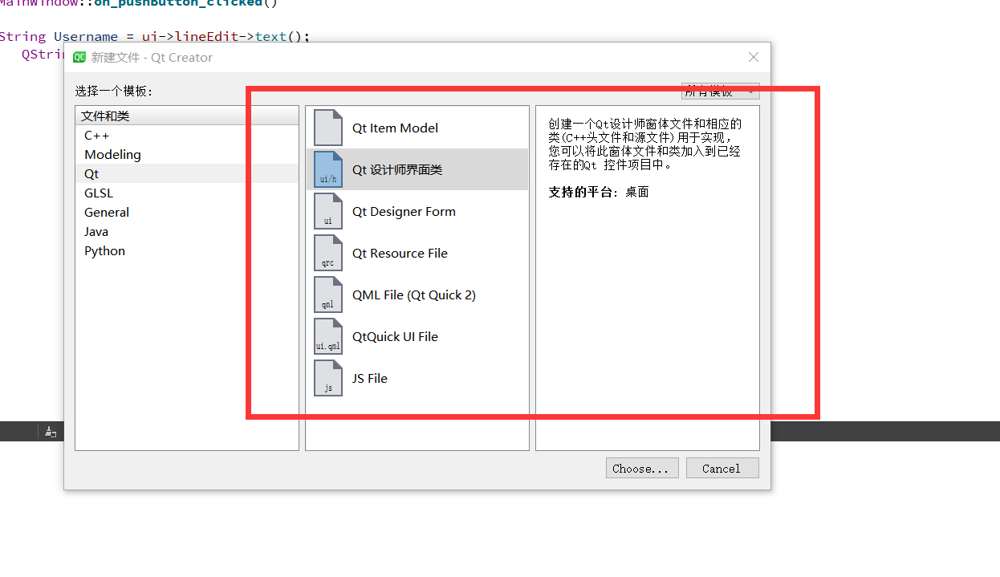 MainWindow::on_pushButton_clicked()
String Username = ui->lineEdit->text();
QStrin
新建文件 - Qt Creator
选择一个模板:
所有模板
文件和类
C++
Modeling
Qt
GLSL
General
Java
Python
Qt Item Model
ui/h
Qt 设计师界面类
ui
Qt Designer Form
qrc
Qt Resource File
qml
QML File (Qt Quick 2)
ui.qml
QtQuick UI File
js
JS File
创建一个Qt设计师窗体文件和相应的
类(C++头文件和源文件)用于实现，
您可以将此窗体文件和类加入到已经
存在的Qt 控件项目中。
支持的平台: 桌面
Choose...
Cancel